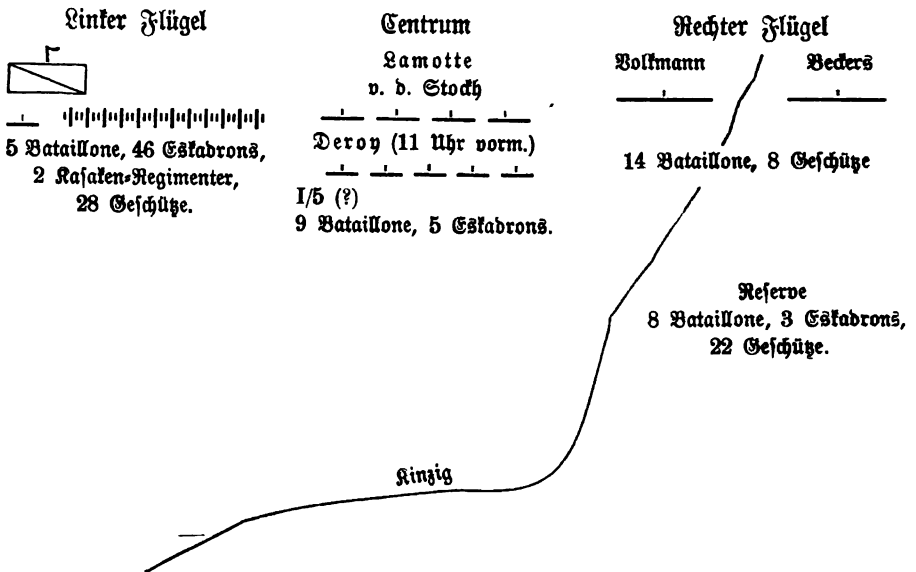 Linker Flügel
5 Bataillone, 46 Eskadrons,
2 Kasaken-Regimenter,
28 Geschütze.
Centrum
Lamotte
v. d. Stockh
Deroy (11 Uhr vorm.)
I/5 (?)
9 Bataillone, 5 Eskadrons.
Rechter Flügel
Volkmann
Beckers
14 Bataillone, 8 Geschütze
Reserve
8 Bataillone, 3 Eskadrons,
22 Geschütze.
Kinzig